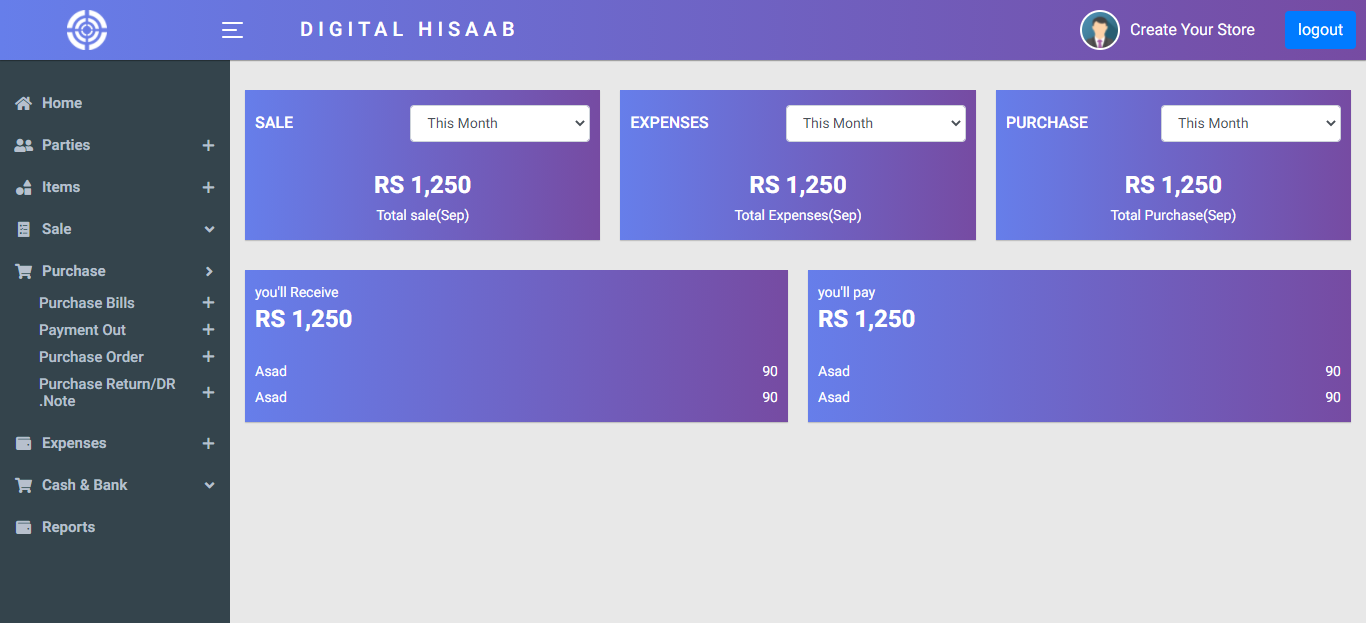 DIGITAL HISAAB
Create Your Store
logout
Home
Parties
Items
Sale
Purchase
Purchase Bills
Payment Out
Purchase Order
Purchase Return/DR
.Note
Expenses
Cash & Bank
Reports
SALE
This Month
RS 1,250
Total sale(Sep)
EXPENSES
This Month
RS 1,250
Total Expenses(Sep)
PURCHASE
This Month
RS 1,250
Total Purchase(Sep)
you'll Receive
RS 1,250
Asad 90
Asad 90
you'll pay
RS 1,250
Asad 90
Asad 90